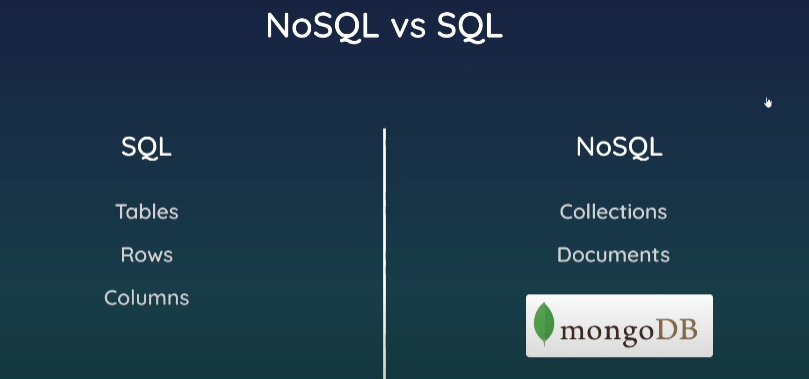 NoSQL vs SQL
SQL
Tables
Rows
Columns
NoSQL
Collections
Documents
mongoDB